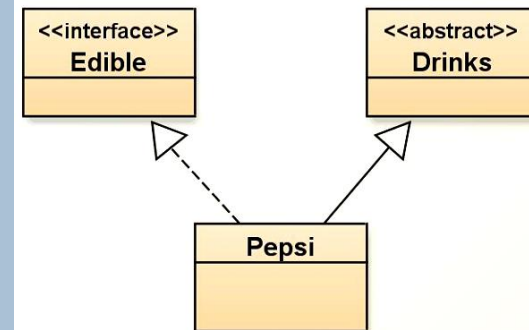 <<interface>>
Edible
<<abstract>>
Drinks
Pepsi